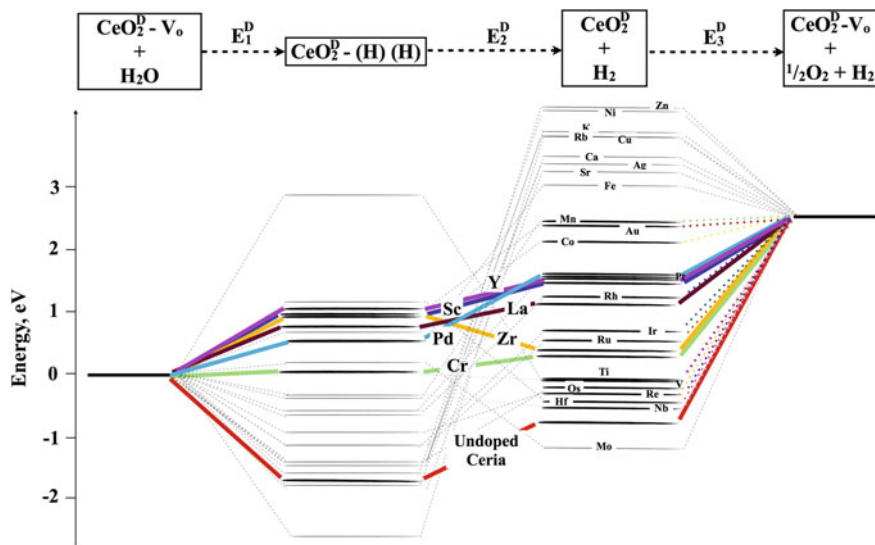 CeO₂ᴰ - Vₒ
+
H₂O
E₁ᴰ
CeO₂ᴰ - (H) (H)
E₂ᴰ
CeO₂ᴰ
+
H₂
E₃ᴰ
CeO₂ᴰ-Vₒ
+
¹/₂O₂ + H₂
Energy, eV
3
2
1
0
-1
-2
Zn
Ni
K
Rb
Cu
Ca
Ag
Sr
Fe
Mn
Au
Co
Y
Sc
La
Pd
Zr
Cr
Rh
Ir
Ru
Ti
V
Os
Re
Hf
Nb
Mo
Undoped
Ceria